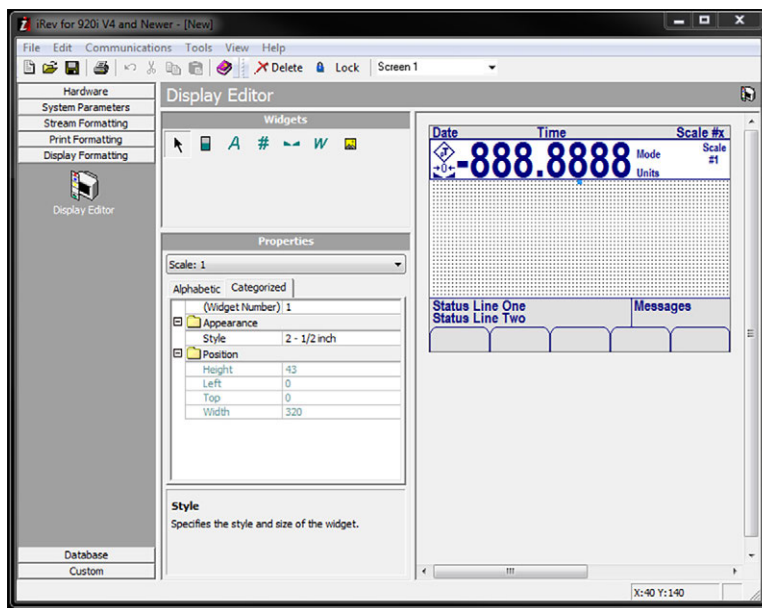 iRev for 920i V4 and Newer - [New]
File Edit Communications Tools View Help
Delete Lock Screen 1
Hardware
System Parameters
Stream Formatting
Print Formatting
Display Formatting
Display Editor
Database
Custom
Display Editor
Widgets
A # W
Properties
Scale: 1
Alphabetic Categorized
(Widget Number) 1
Appearance
Style 2 - 1/2 inch
Position
Height 43
Left 0
Top 0
Width 320
Style
Specifies the style and size of the widget.
Date Time Scale #x
-888.8888 Mode Scale
Units #1
Status Line One Messages
Status Line Two
X:40 Y:140